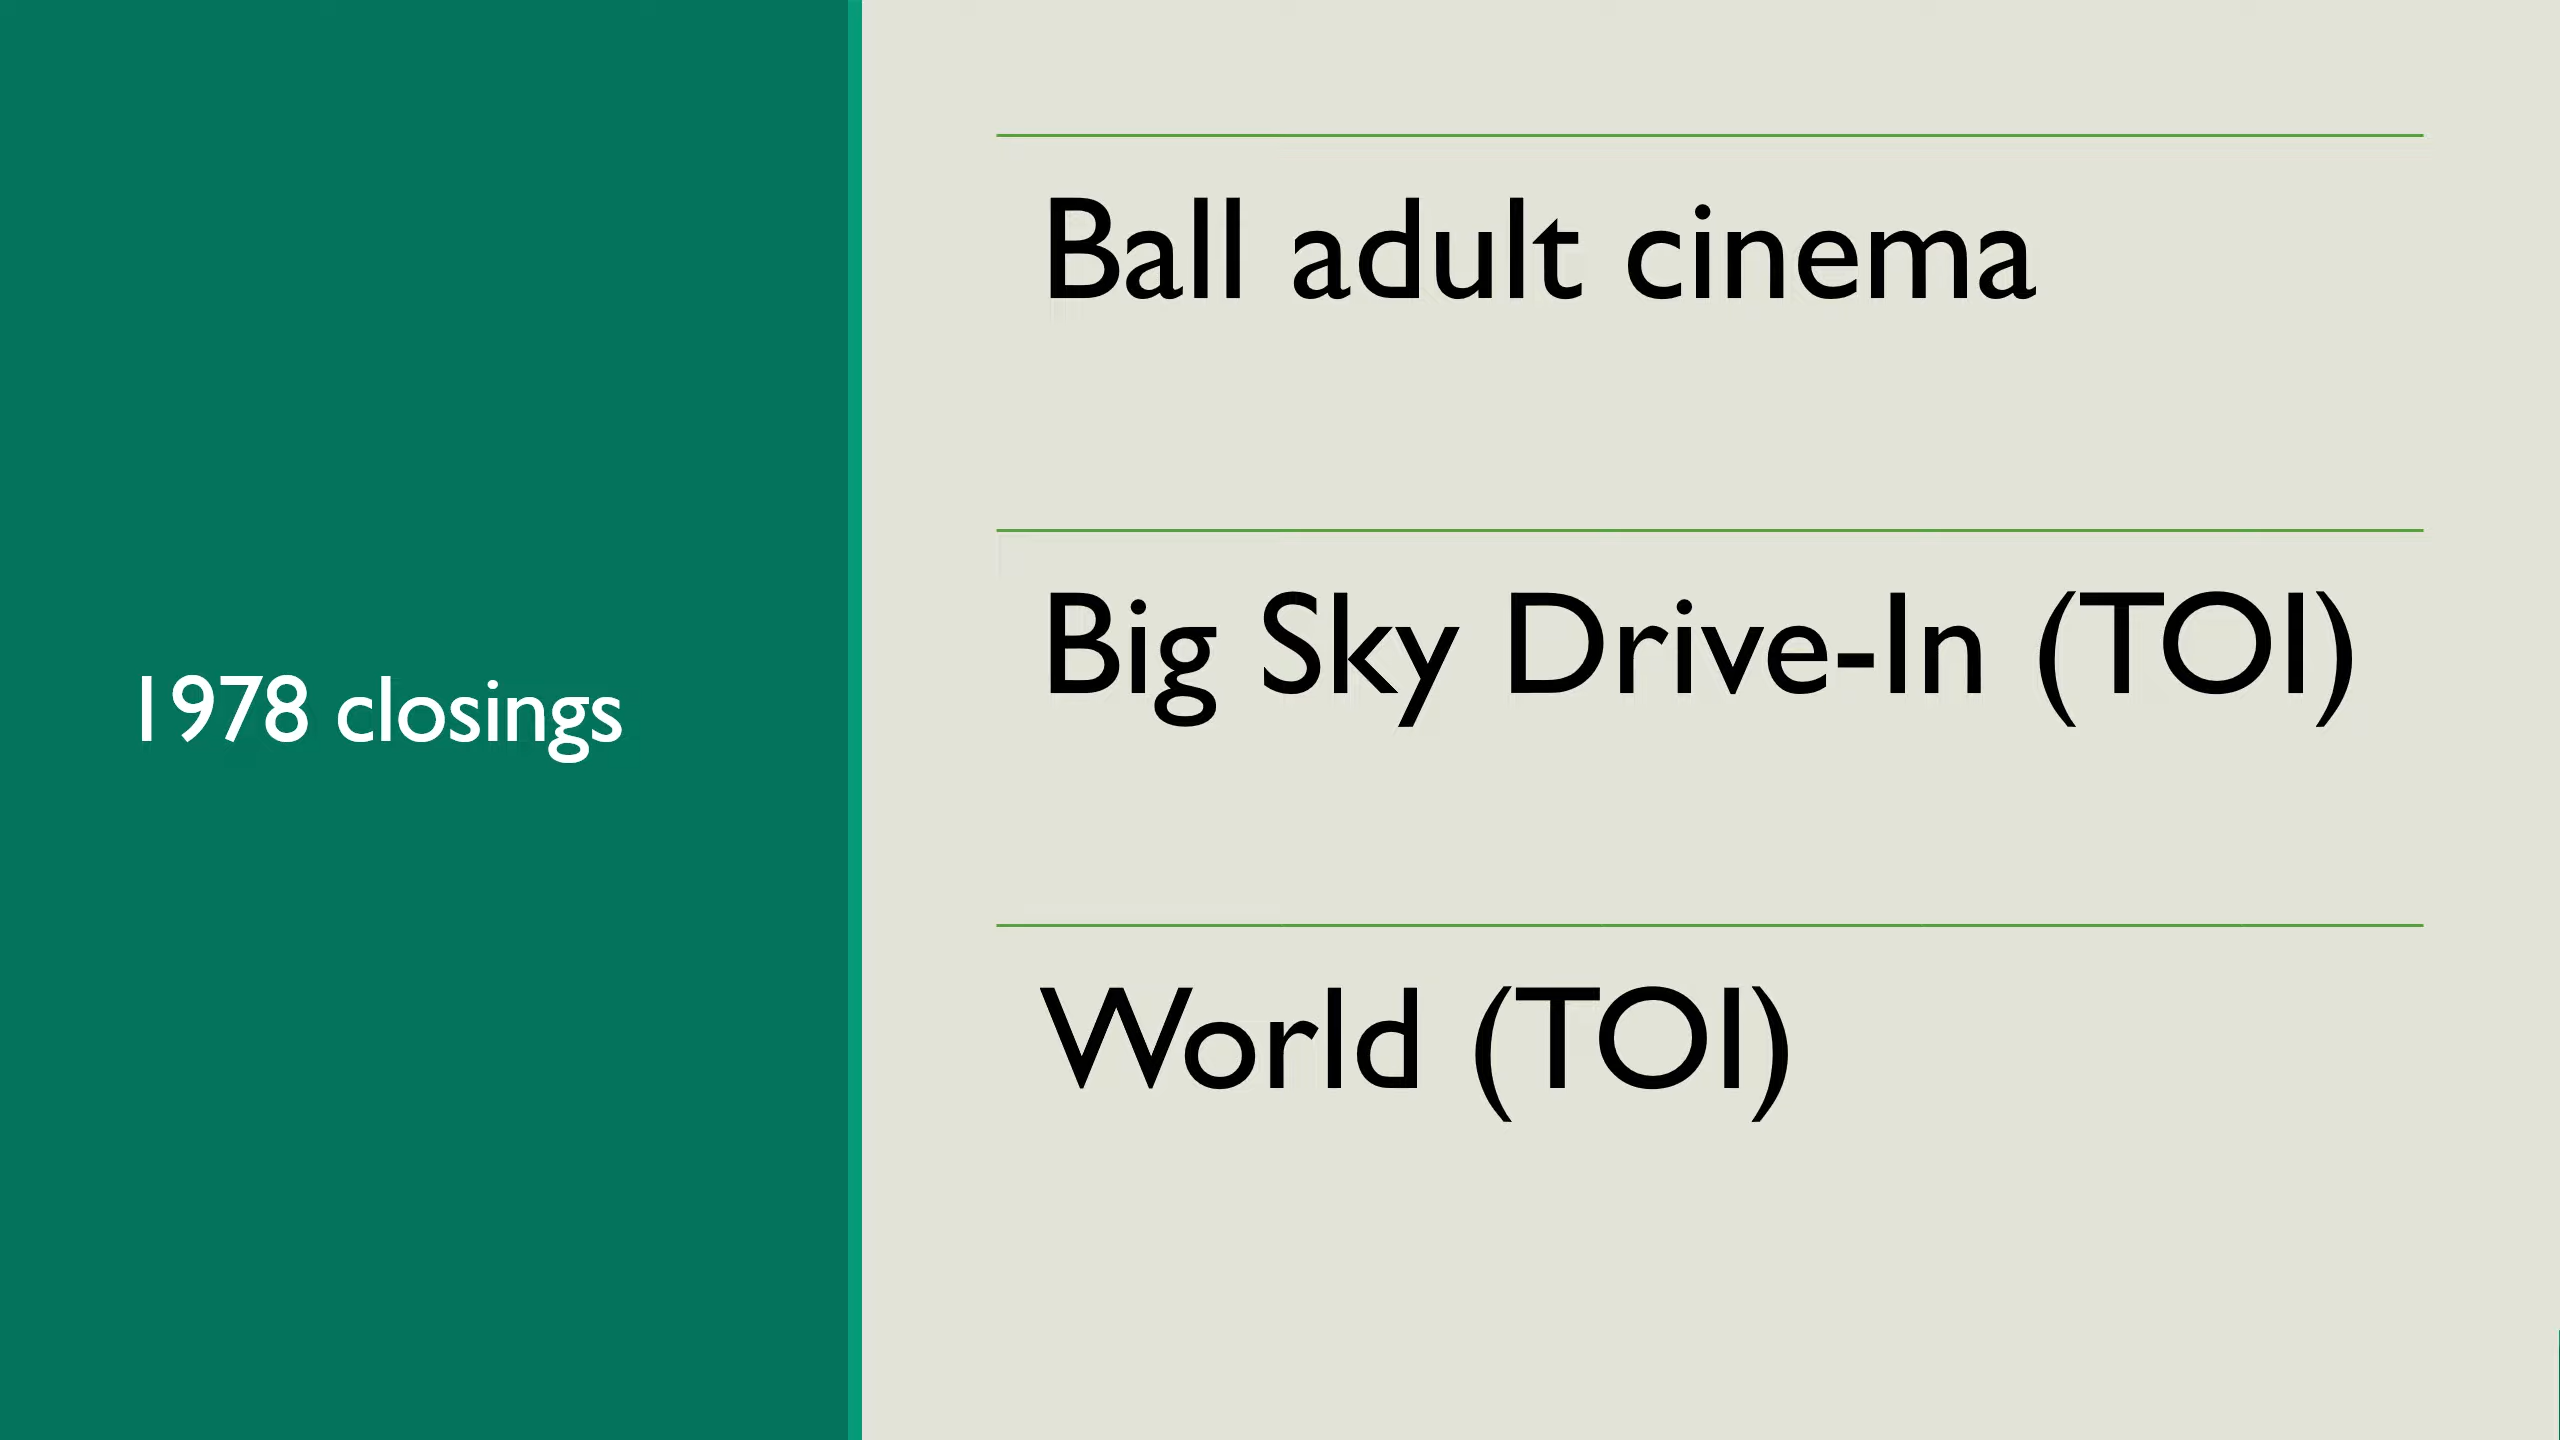 1978 closings
Ball adult cinema
Big Sky Drive-In (TOI)
World (TOI)